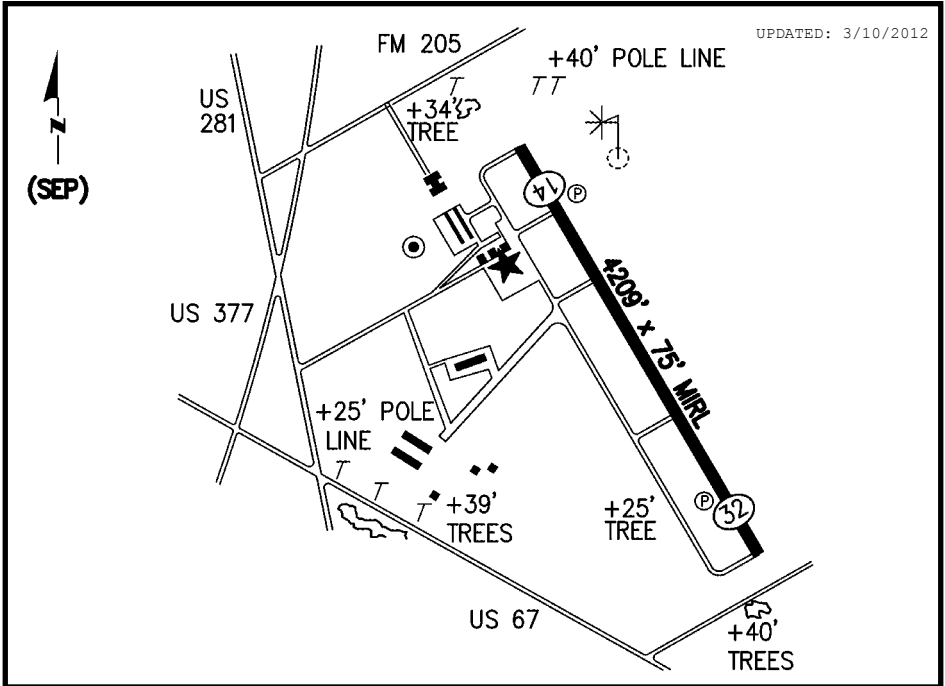 UPDATED: 3/10/2012
FM 205
+40' POLE LINE
US
281
+34'
TREE
N
(SEP)
14
P
US 377
4209' x 75' MIRL
+25' POLE
LINE
+39'
TREES
+25'
TREE
P
32
US 67
+40'
TREES